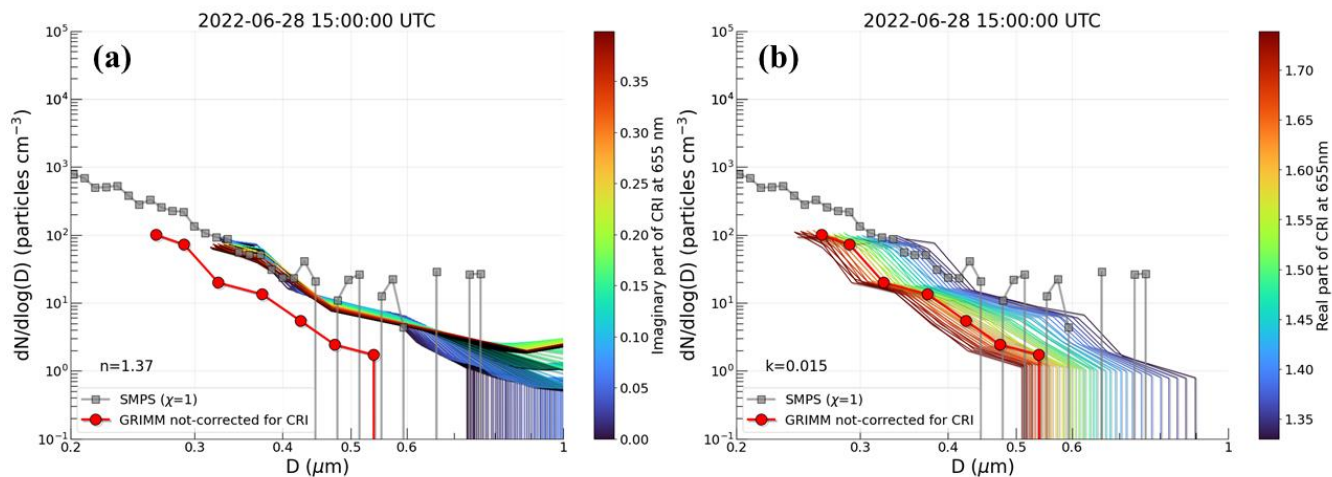 2022-06-28 15:00:00 UTC
(a)
dN/dlog(D) (particles cm⁻³)
10⁵
10⁴
10³
10²
10¹
10⁰
10⁻¹
n=1.37
SMPS (χ=1)
GRIMM not-corrected for CRI
0.2
0.3
0.4
0.5
0.6
1
D (μm)
0.35
0.30
0.25
0.20
0.15
0.10
0.05
0.00
Imaginary part of CRI at 655 nm
2022-06-28 15:00:00 UTC
(b)
dN/dlog(D) (particles cm⁻³)
10⁵
10⁴
10³
10²
10¹
10⁰
10⁻¹
k=0.015
SMPS (χ=1)
GRIMM not-corrected for CRI
0.2
0.3
0.4
0.5
0.6
1
D (μm)
1.70
1.65
1.60
1.55
1.50
1.45
1.40
1.35
Real part of CRI at 655nm